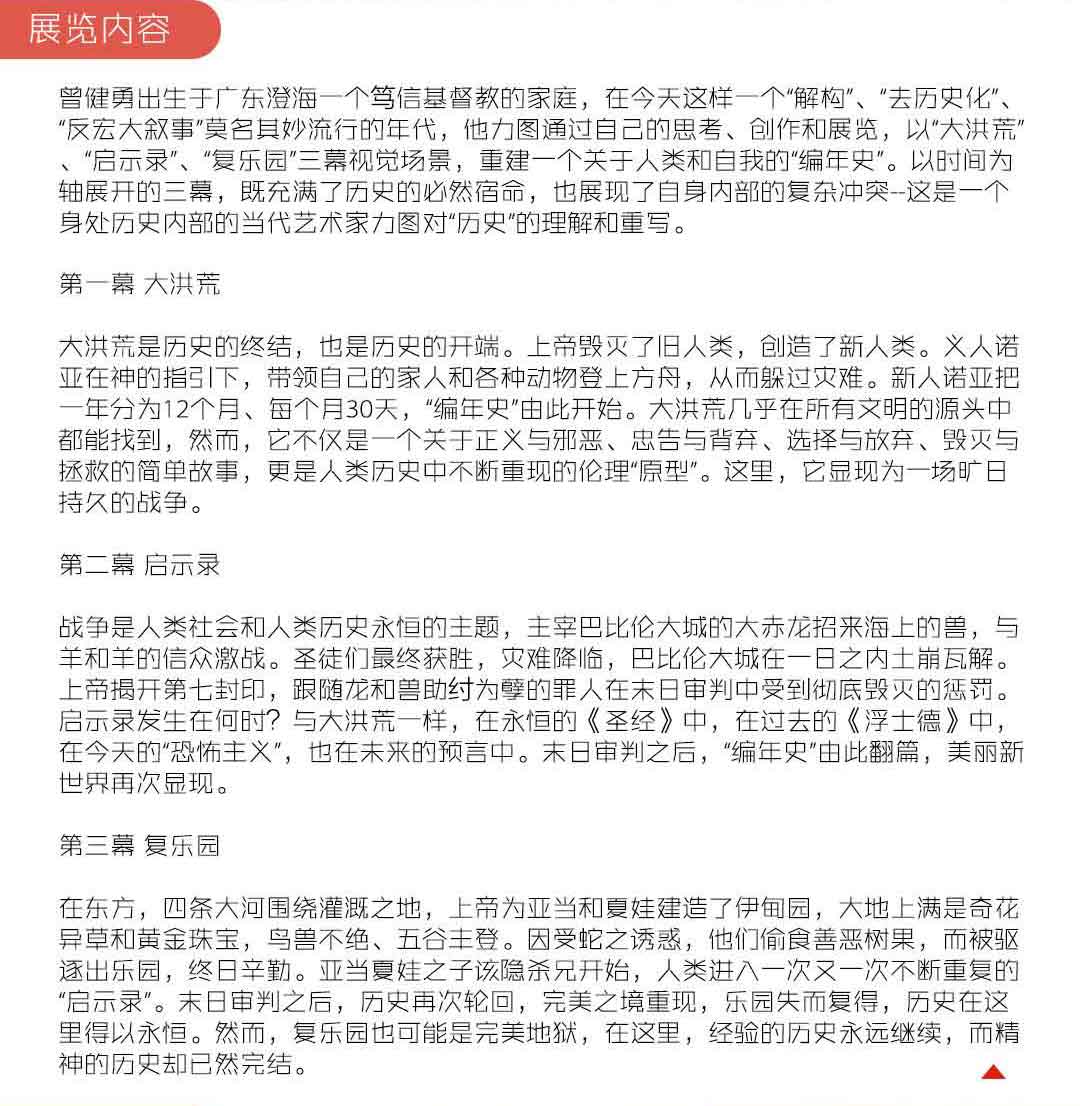 展览内容
曾健勇出生于广东澄海一个笃信基督教的家庭，在今天这样一个“解构”、“去历史化”、
“反宏大叙事”莫名其妙流行的年代，他力图通过自己的思考、创作和展览，以“大洪荒”
、“启示录”、“复乐园”三幕视觉场景，重建一个关于人类和自我的“编年史”。以时间为
轴展开的三幕，既充满了历史的必然宿命，也展现了自身内部的复杂冲突--这是一个
身处历史内部的当代艺术家力图对“历史”的理解和重写。
第一幕 大洪荒
大洪荒是历史的终结，也是历史的开端。上帝毁灭了旧人类，创造了新人类。义人诺
亚在神的指引下，带领自己的家人和各种动物登上方舟，从而躲过灾难。新人诺亚把
一年分为12个月、每个月30天，“编年史”由此开始。大洪荒几乎在所有文明的源头中
都能找到，然而，它不仅是一个关于正义与邪恶、忠告与背弃、选择与放弃、毁灭与
拯救的简单故事，更是人类历史中不断重现的伦理“原型”。这里，它显现为一场旷日
持久的战争。
第二幕 启示录
战争是人类社会和人类历史永恒的主题，主宰巴比伦大城的大赤龙招来海上的兽，与
羊和羊的信众激战。圣徒们最终获胜，灾难降临，巴比伦大城在一日之内土崩瓦解。
上帝揭开第七封印，跟随龙和兽助纣为孽的罪人在末日审判中受到彻底毁灭的惩罚。
启示录发生在何时？与大洪荒一样，在永恒的《圣经》中，在过去的《浮士德》中，
在今天的“恐怖主义”，也在未来的预言中。末日审判之后，“编年史”由此翻篇，美丽新
世界再次显现。
第三幕 复乐园
在东方，四条大河围绕灌溉之地，上帝为亚当和夏娃建造了伊甸园，大地上满是奇花
异草和黄金珠宝，鸟兽不绝、五谷丰登。因受蛇之诱惑，他们偷食善恶树果，而被驱
逐出乐园，终日辛勤。亚当夏娃之子该隐杀兄开始，人类进入一次又一次不断重复的
“启示录”。末日审判之后，历史再次轮回，完美之境重现，乐园失而复得，历史在这
里得以永恒。然而，复乐园也可能是完美地狱，在这里，经验的历史永远继续，而精
神的历史却已然完结。